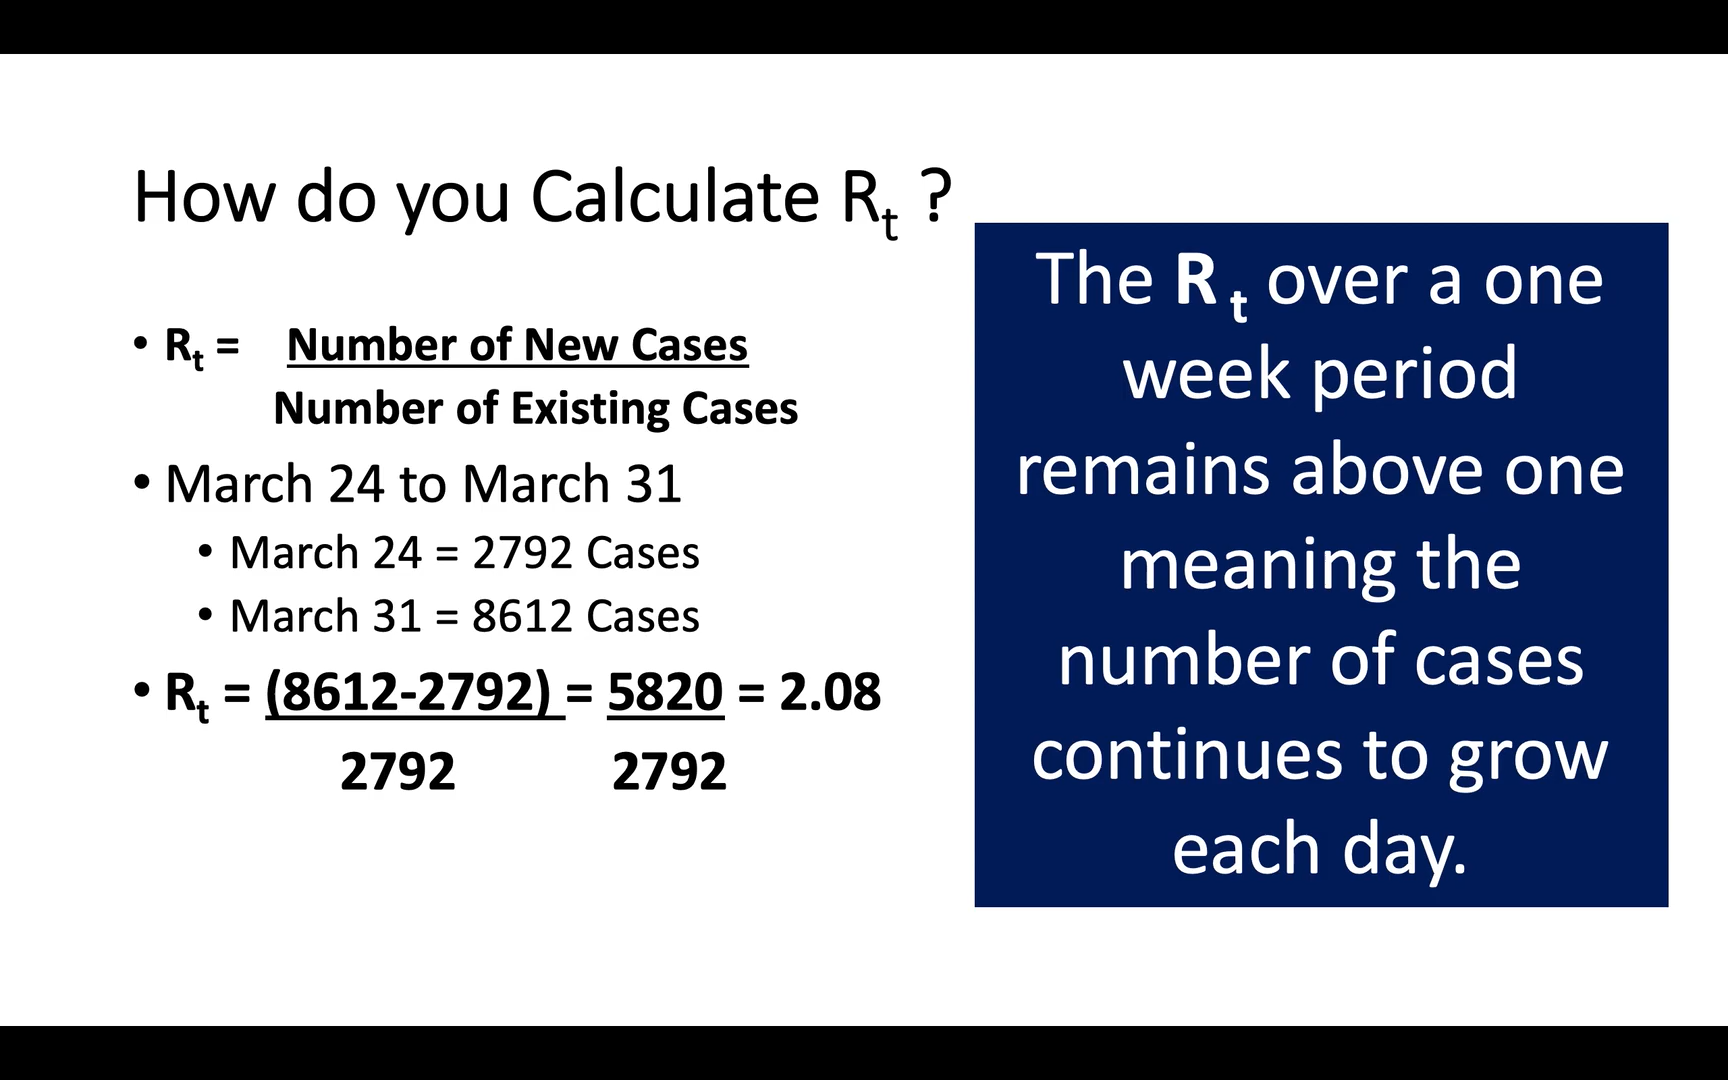 How do you Calculate Rt ?
• Rt = Number of New Cases
Number of Existing Cases
• March 24 to March 31
• March 24 = 2792 Cases
• March 31 = 8612 Cases
• Rt = (8612-2792) = 5820 = 2.08
2792 2792
The Rt over a one
week period
remains above one
meaning the
number of cases
continues to grow
each day.